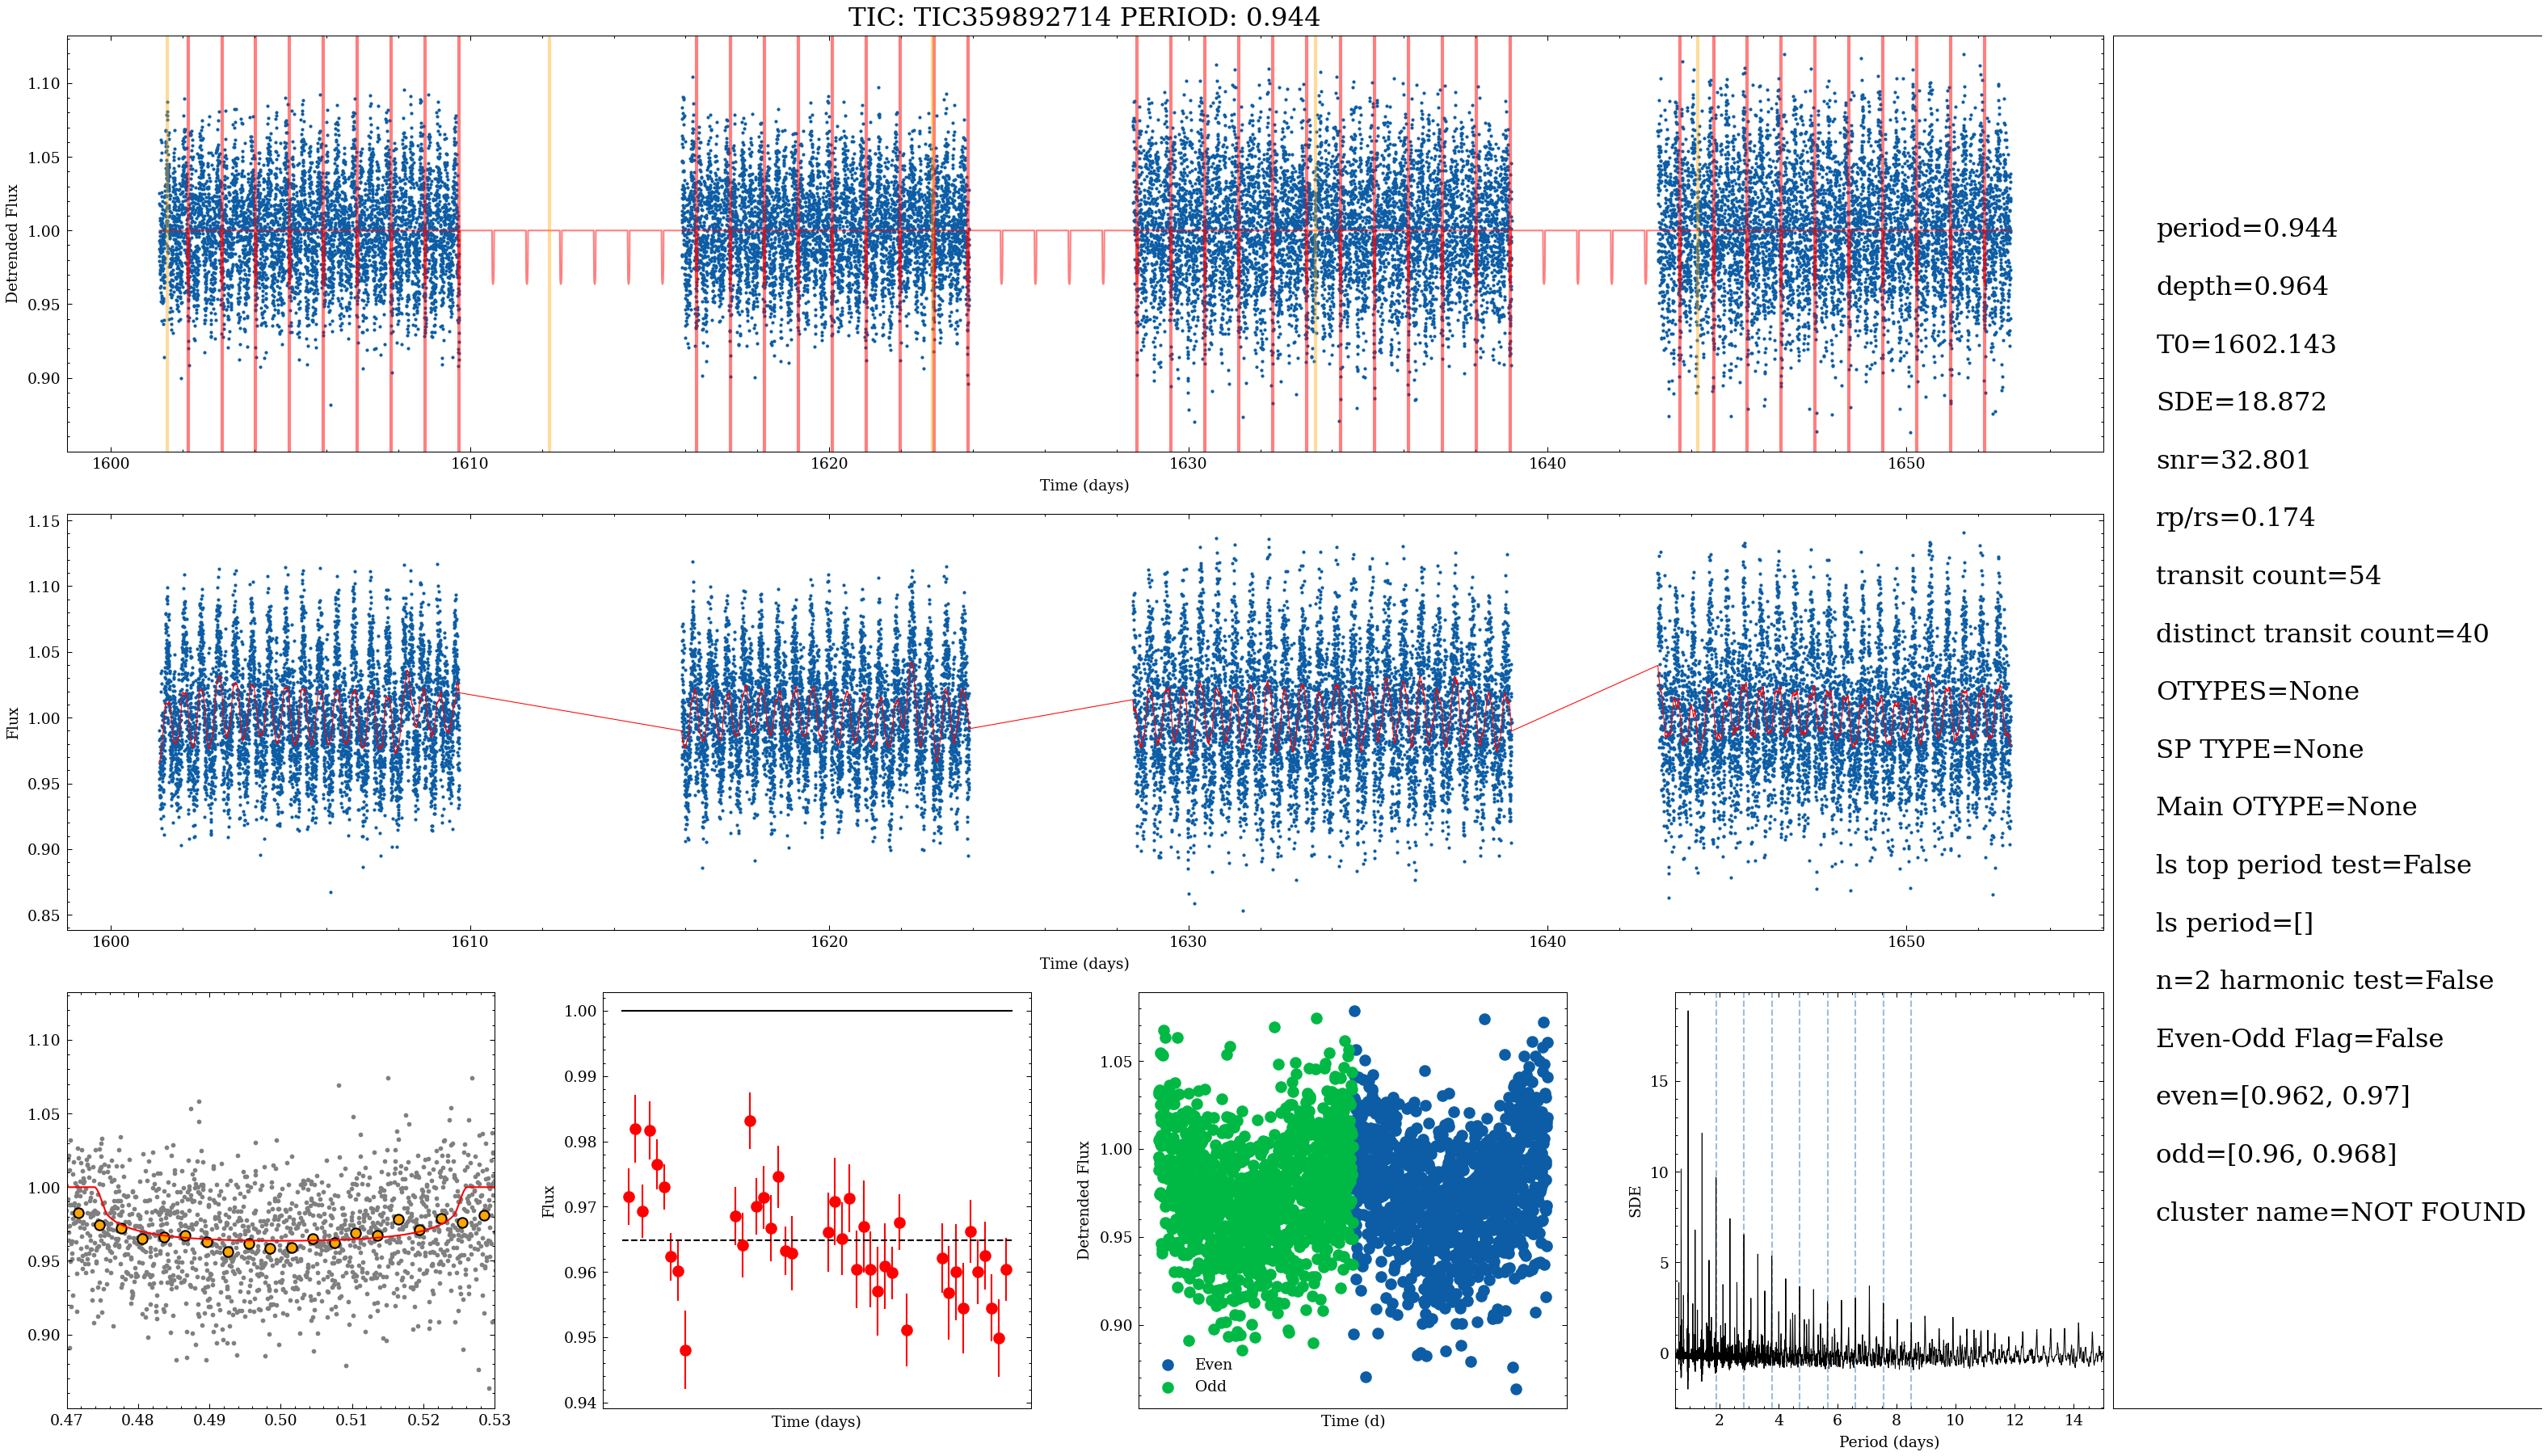 TIC: TIC359892714 PERIOD: 0.944
Detrended Flux
1.10
1.05
1.00
0.95
0.90
1600
1610
1620
1630
1640
1650
Time (days)
Flux
1.15
1.10
1.05
1.00
0.95
0.90
0.85
1600
1610
1620
1630
1640
1650
Time (days)
1.10
1.05
1.00
0.95
0.90
0.47
0.48
0.49
0.50
0.51
0.52
0.53
Flux
1.00
0.99
0.98
0.97
0.96
0.95
0.94
Time (days)
Detrended Flux
1.05
1.00
0.95
0.90
Even
Odd
Time (d)
SDE
15
10
5
0
2
4
6
8
10
12
14
Period (days)
period=0.944
depth=0.964
T0=1602.143
SDE=18.872
snr=32.801
rp/rs=0.174
transit count=54
distinct transit count=40
OTYPES=None
SP TYPE=None
Main OTYPE=None
ls top period test=False
ls period=[]
n=2 harmonic test=False
Even-Odd Flag=False
even=[0.962, 0.97]
odd=[0.96, 0.968]
cluster name=NOT FOUND